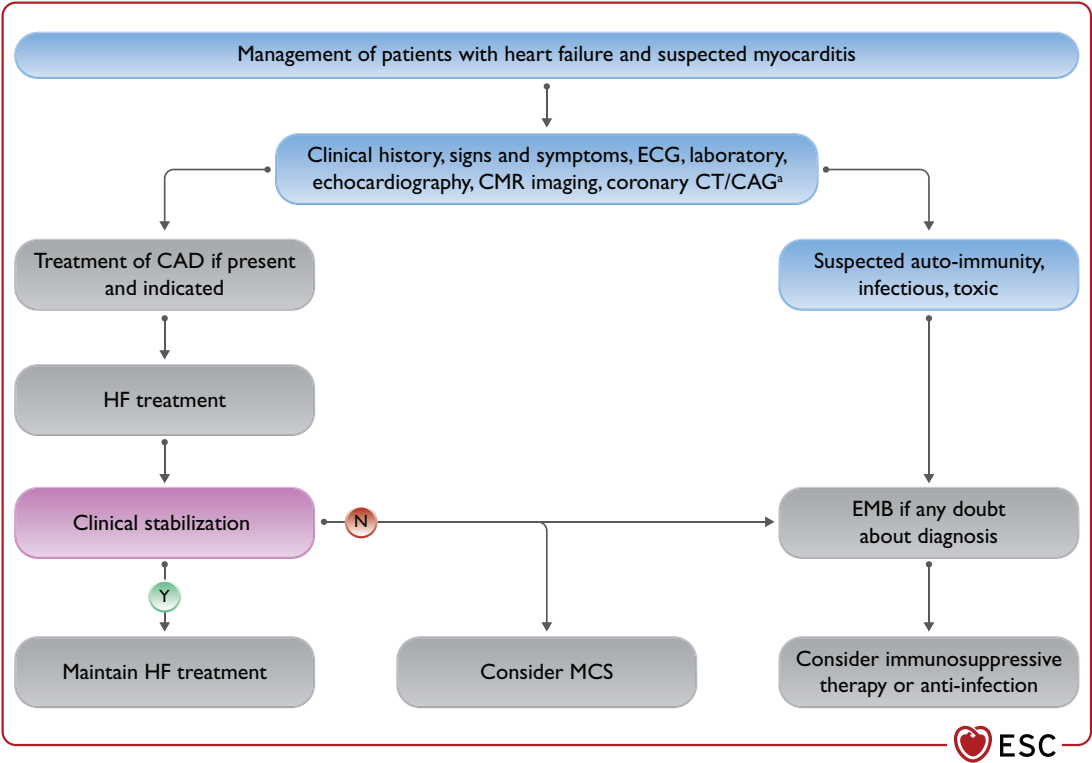 Management of patients with heart failure and suspected myocarditis
Clinical history, signs and symptoms, ECG, laboratory,
echocardiography, CMR imaging, coronary CT/CAGᵃ
Treatment of CAD if present
and indicated
Suspected auto-immunity,
infectious, toxic
HF treatment
Clinical stabilization
N
EMB if any doubt
about diagnosis
Y
Maintain HF treatment
Consider MCS
Consider immunosuppressive
therapy or anti-infection
ESC